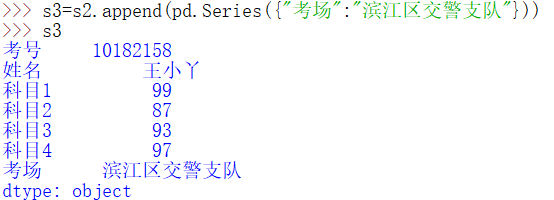 >>> s3=s2.append(pd.Series({"考场":"滨江区交警支队"}))
>>> s3
考号 10182158
姓名 王小丫
科目1 99
科目2 87
科目3 93
科目4 97
考场 滨江区交警支队
dtype: object